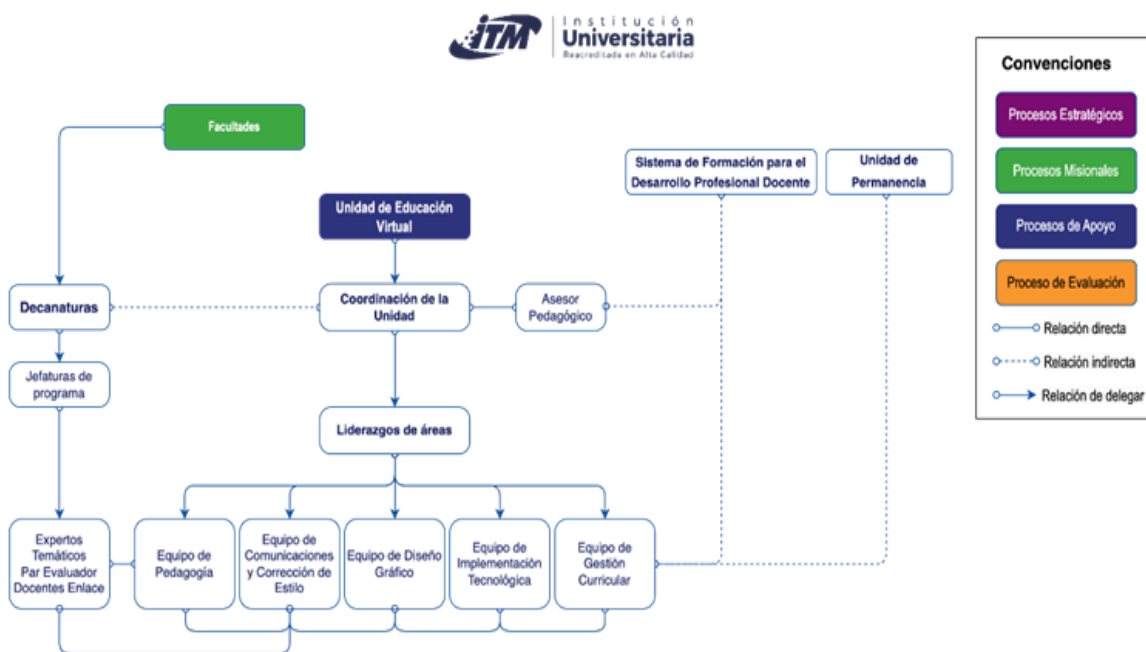 iTM
Institución
Universitaria
Reacreditada en Alta Calidad
Convenciones
Procesos Estratégicos
Procesos Misionales
Procesos de Apoyo
Proceso de Evaluación
Relación directa
Relación indirecta
Relación de delegar
Facultades
Sistema de Formación para el
Desarrollo Profesional Docente
Unidad de
Permanencia
Unidad de Educación
Virtual
Decanaturas
Coordinación de la
Unidad
Asesor
Pedagógico
Jefaturas de
programa
Liderazgos de áreas
Expertos
Temáticos
Par Evaluador
Docentes Enlace
Equipo de
Pedagogía
Equipo de
Comunicaciones
y Corrección de
Estilo
Equipo de Diseño
Gráfico
Equipo de
Implementación
Tecnológica
Equipo de
Gestión
Curricular